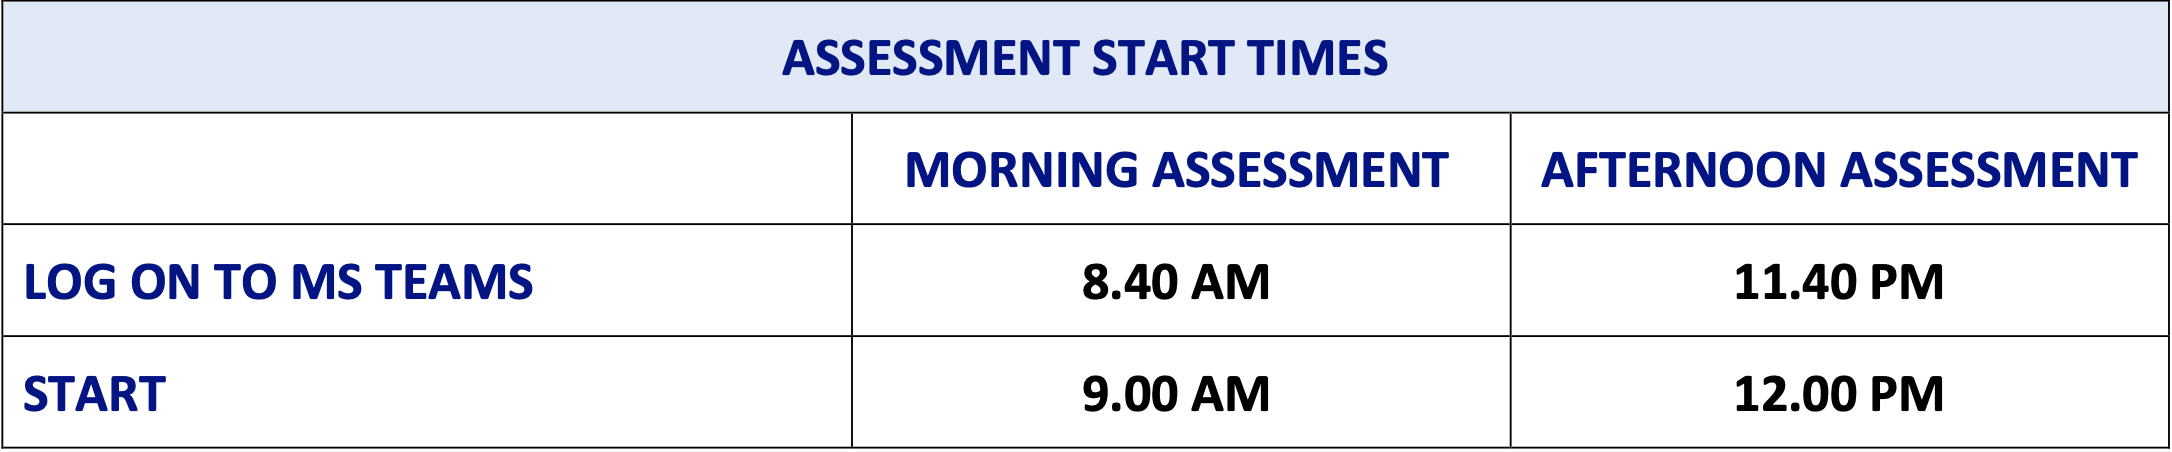 ASSESSMENT START TIMES
MORNING ASSESSMENT AFTERNOON ASSESSMENT
LOG ON TO MS TEAMS 8.40 AM 11.40 PM
START 9.00 AM 12.00 PM